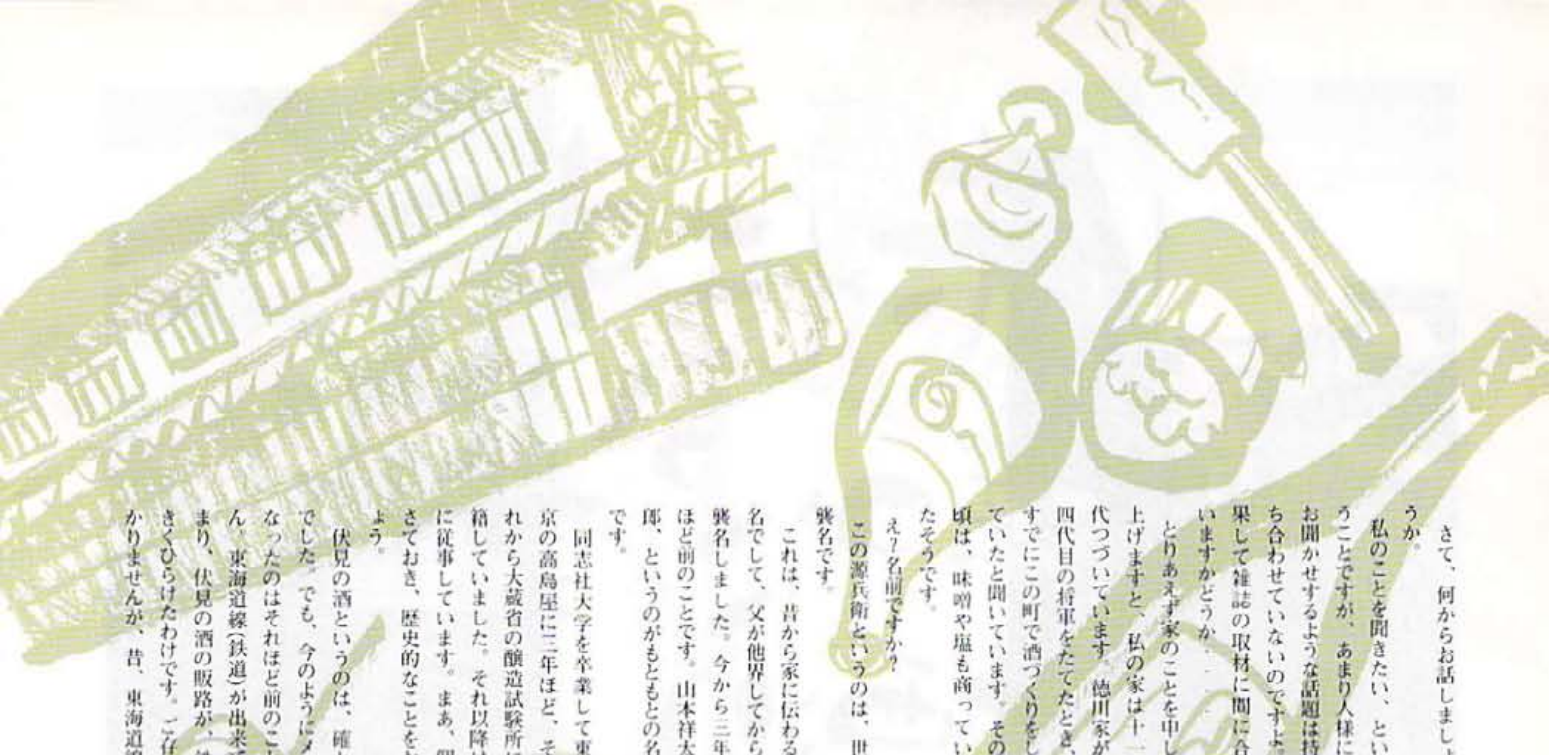 さて、何からお話しましょ
うか。
私のことを聞きたい、とい
うことですが、あまり人様に
お聞かせするような話題は持
ち合わせていないのですよ
果して雑誌の取材に間に合
いますかどうか
とりあえず家のことを申し
上げますと、私の家は十一
代つづいています。徳川家が
四代目の将軍をたてたとき、
すでにこの町で酒つくりをし
ていたと聞いています。その
頃は、味噌や塩も商ってい
たそうです。
え?名前ですか?
この源兵衛というのは、世
襲名です。
これは、昔から家に伝わる
名でして、父が他界してから
襲名しました。今から三年
ほど前のことです。山本祥太
郎、というのがもともとの名
です。
同志社大学を卒業して東
京の高島屋に三年ほど、そ
れから大蔵省の醸造試験所に
籍していました。それ以降
に従事しています。まあ、
さておき、歴史的なことを
ょう。
伏見の酒というのは、確
でした。でも、今のようにメ
なったのはそれほど前のこ
ん。東海道線(鉄道)が出来て
まり、伏見の酒の販路が、
きくひらけたわけです。ご存
かりませんが、昔、東海道線